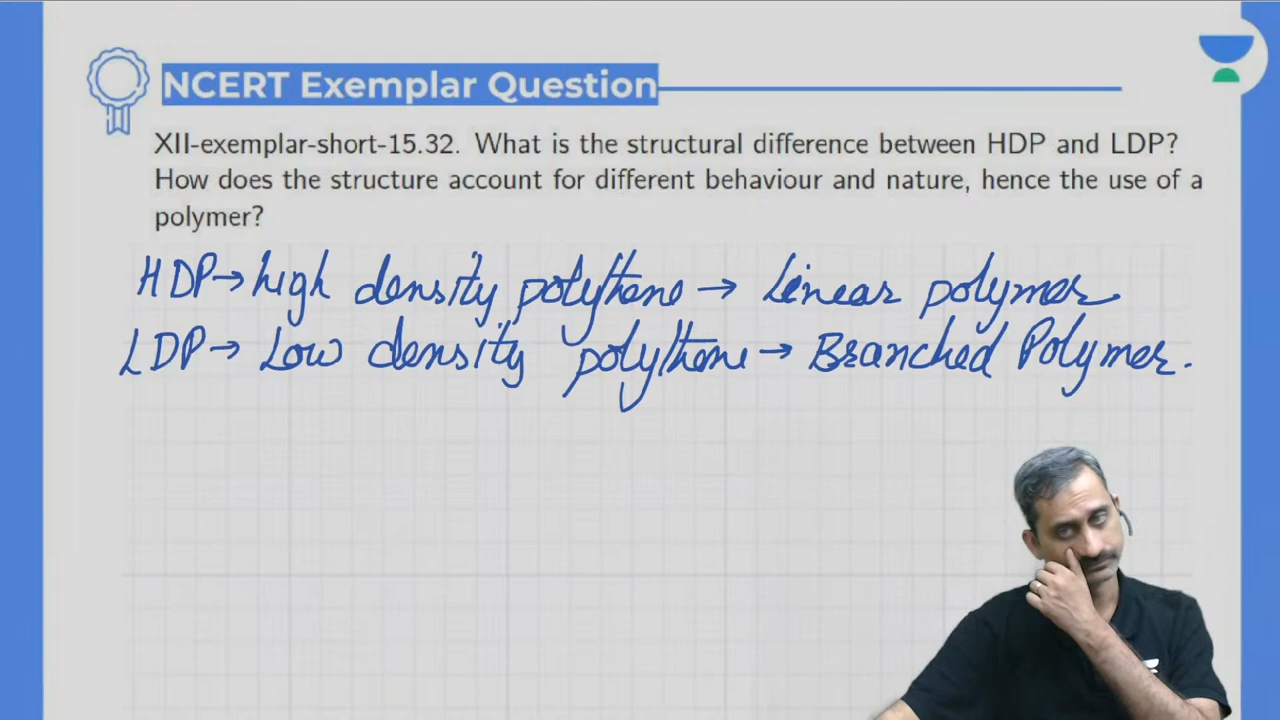 NCERT Exemplar Question
XII-exemplar-short-15.32. What is the structural difference between HDP and LDP?
How does the structure account for different behaviour and nature, hence the use of a
polymer?
HDP→high density polythene → Linear polymer
LDP→ Low density polythene → Branched Polymer.